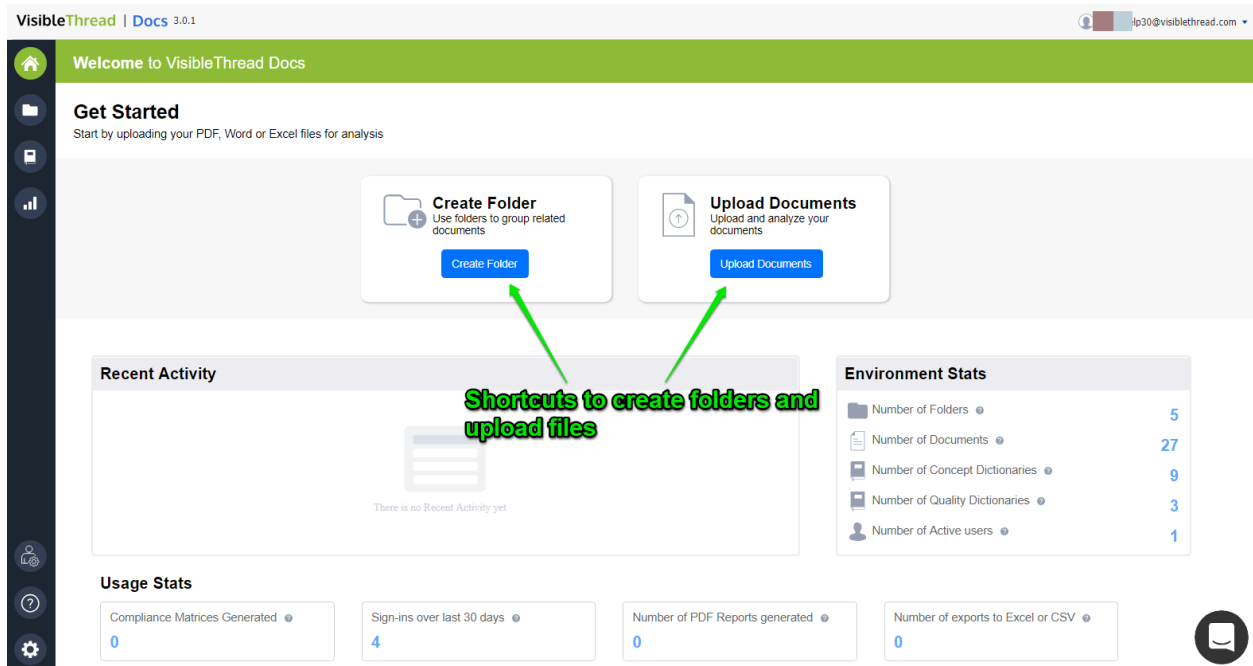 VisibleThread | Docs 3.0.1
lp30@visiblethread.com
Welcome to VisibleThread Docs
Get Started
Start by uploading your PDF, Word or Excel files for analysis
Create Folder
Use folders to group related
documents
Create Folder
Upload Documents
Upload and analyze your
documents
Upload Documents
Shortcuts to create folders and
upload files
Recent Activity
There is no Recent Activity yet
Environment Stats
Number of Folders
5
Number of Documents
27
Number of Concept Dictionaries
9
Number of Quality Dictionaries
3
Number of Active users
1
Usage Stats
Compliance Matrices Generated
0
Sign-ins over last 30 days
4
Number of PDF Reports generated
0
Number of exports to Excel or CSV
0